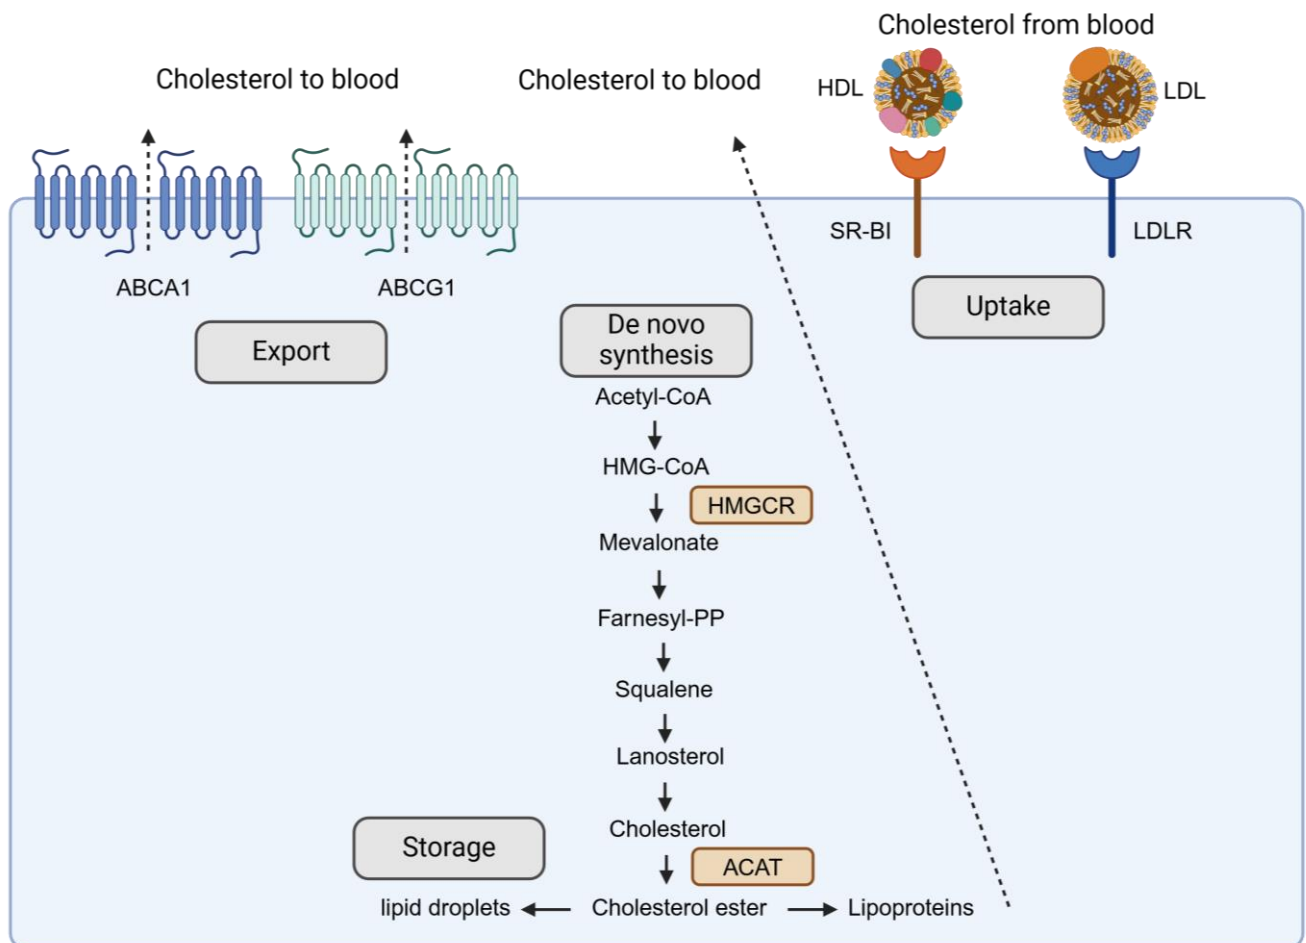 Cholesterol from blood
Cholesterol to blood
Cholesterol to blood
HDL
LDL
SR-BI
LDLR
ABCA1
ABCG1
Uptake
Export
De novo
synthesis
Acetyl-CoA
HMG-CoA
HMGCR
Mevalonate
Farnesyl-PP
Squalene
Lanosterol
Cholesterol
Storage
ACAT
lipid droplets
Cholesterol ester
Lipoproteins